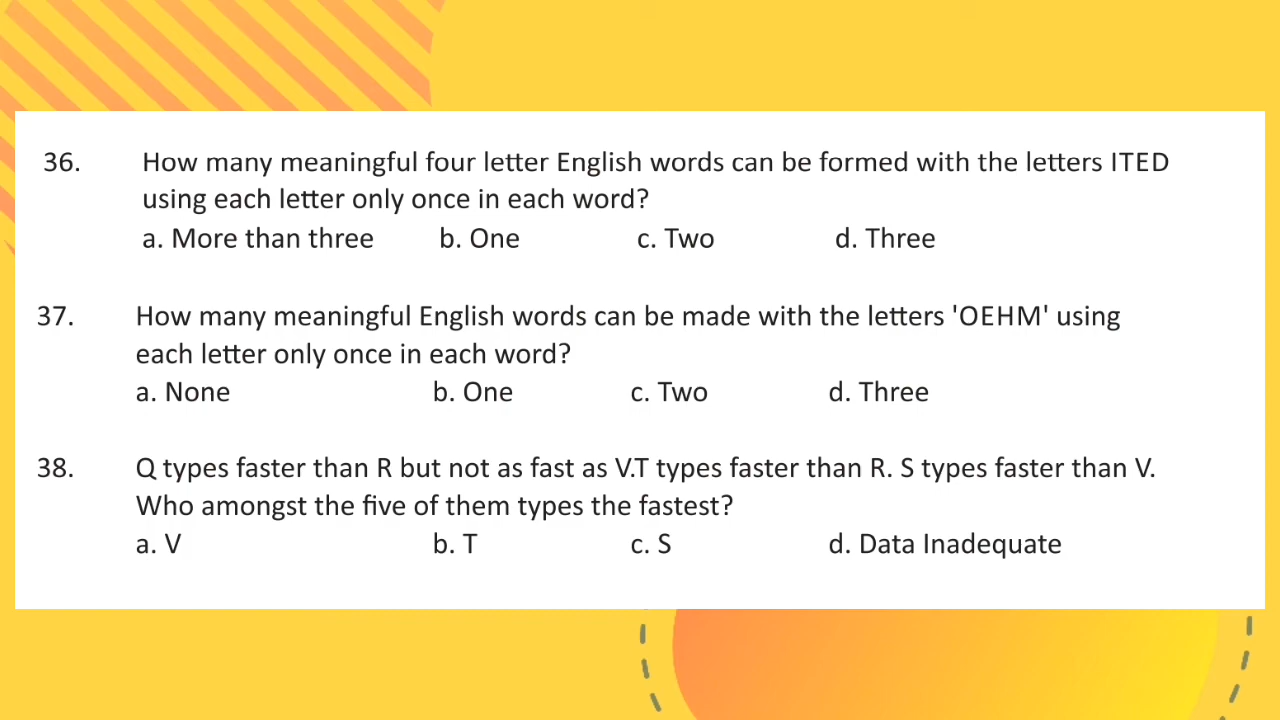 36. How many meaningful four letter English words can be formed with the letters ITED
using each letter only once in each word?
a. More than three b. One c. Two d. Three
37. How many meaningful English words can be made with the letters 'OEHM' using
each letter only once in each word?
a. None b. One c. Two d. Three
38. Q types faster than R but not as fast as V.T types faster than R. S types faster than V.
Who amongst the five of them types the fastest?
a. V b. T c. S d. Data Inadequate